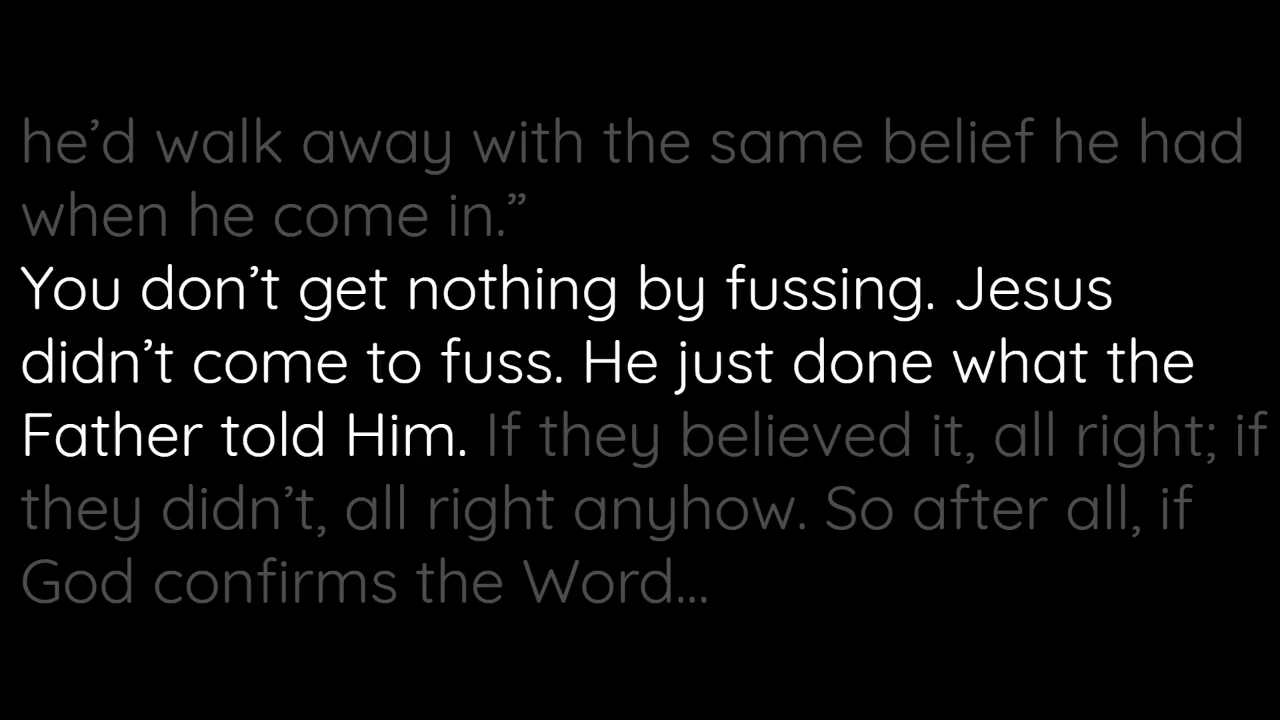 he’d walk away with the same belief he had
when he come in.”
You don’t get nothing by fussing. Jesus
didn’t come to fuss. He just done what the
Father told Him. If they believed it, all right; if
they didn’t, all right anyhow. So after all, if
God confirms the Word...